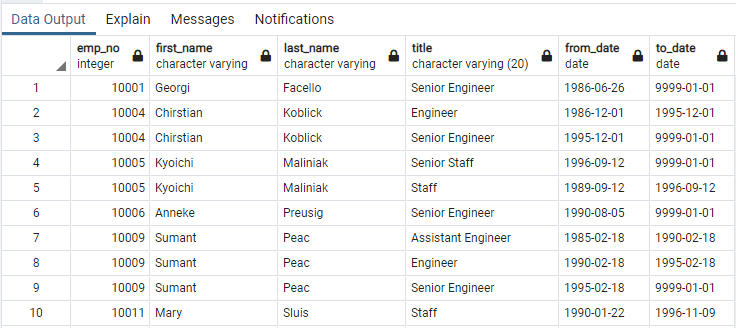 Data Output Explain Messages Notifications
emp_no first_name last_name title from_date to_date
integer character varying character varying character varying (20) date date
1 10001 Georgi Facello Senior Engineer 1986-06-26 9999-01-01
2 10004 Chirstian Koblick Engineer 1986-12-01 1995-12-01
3 10004 Chirstian Koblick Senior Engineer 1995-12-01 9999-01-01
4 10005 Kyoichi Maliniak Senior Staff 1996-09-12 9999-01-01
5 10005 Kyoichi Maliniak Staff 1989-09-12 1996-09-12
6 10006 Anneke Preusig Senior Engineer 1990-08-05 9999-01-01
7 10009 Sumant Peac Assistant Engineer 1985-02-18 1990-02-18
8 10009 Sumant Peac Engineer 1990-02-18 1995-02-18
9 10009 Sumant Peac Senior Engineer 1995-02-18 9999-01-01
10 10011 Mary Sluis Staff 1990-01-22 1996-11-09